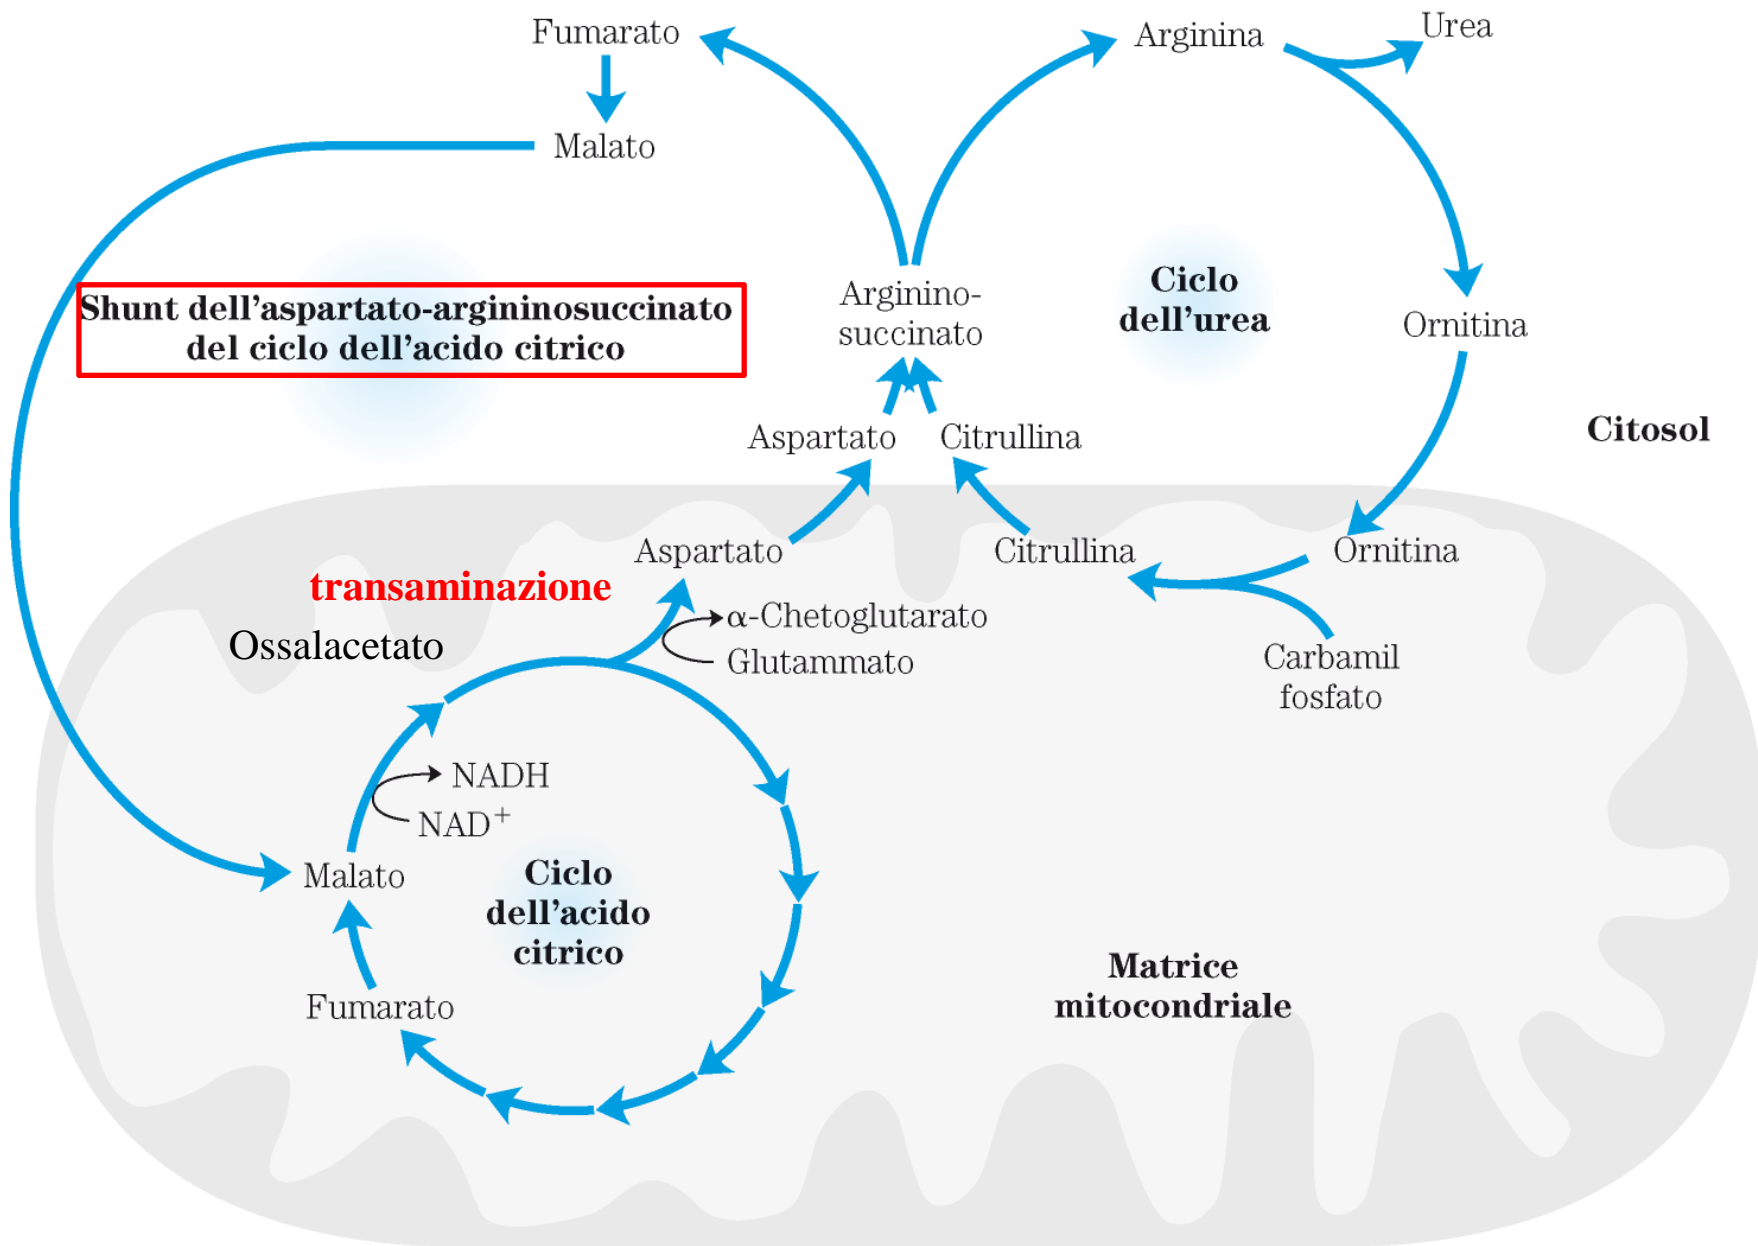 Fumarato
Arginina
Urea
Malato
Shunt dell’aspartato-argininosuccinato
del ciclo dell’acido citrico
Arginino-
succinato
Ciclo
dell’urea
Ornitina
Aspartato
Citrullina
Citosol
Aspartato
Citrullina
Ornitina
transaminazione
Ossalacetato
α-Chetoglutarato
Glutammato
Carbamil
fosfato
NADH
NAD⁺
Malato
Ciclo
dell’acido
citrico
Fumarato
Matrice
mitocondriale